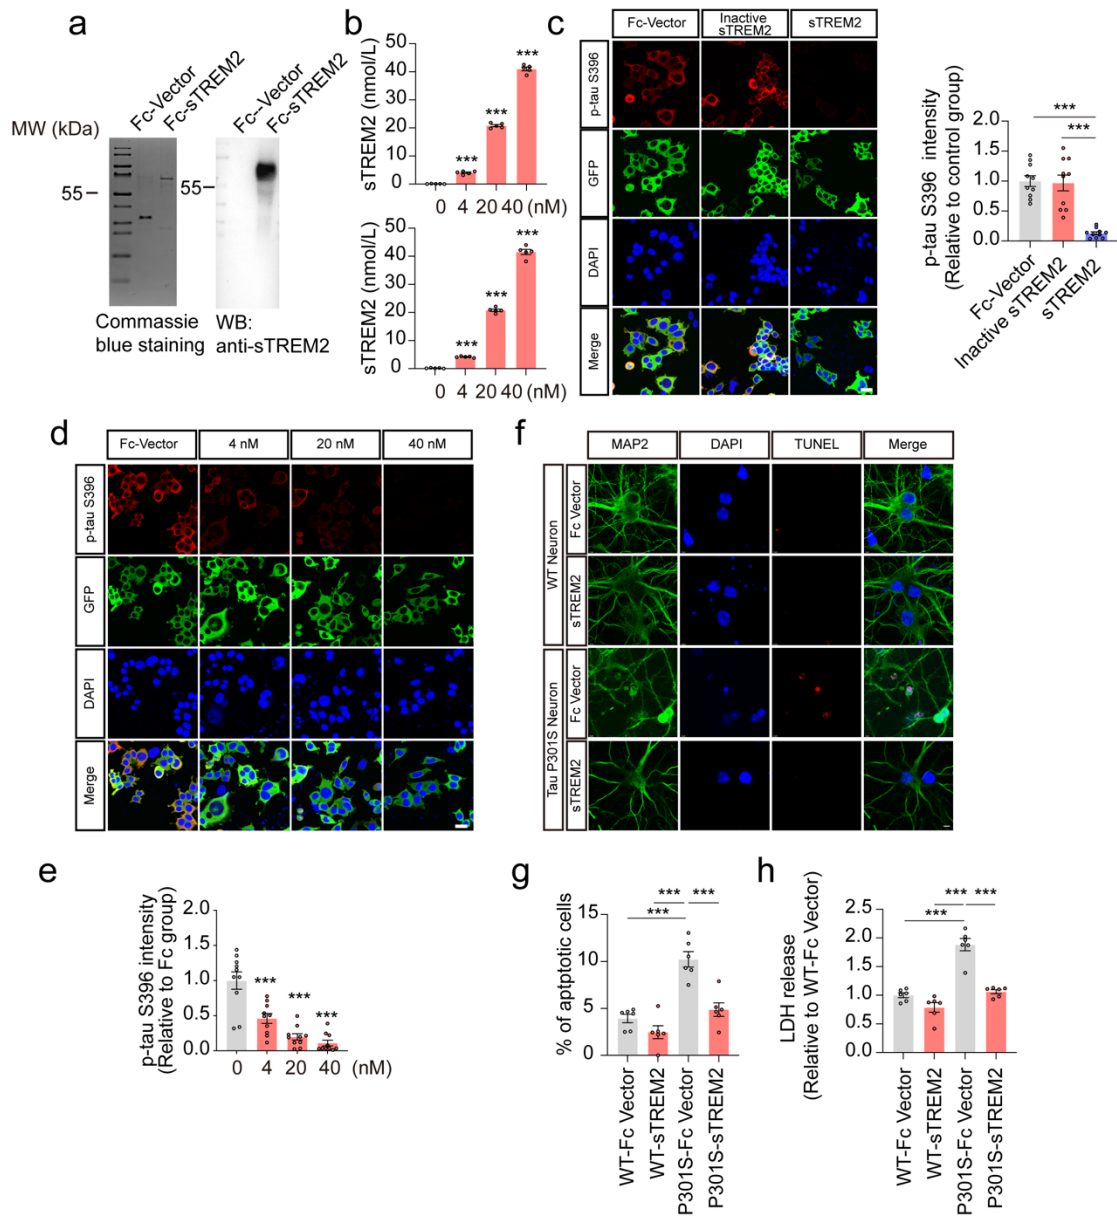 a
Fc-Vector
Fc-sTREM2
Fc-Vector
Fc-sTREM2
MW (kDa)
55
55
Commassie
blue staining
WB:
anti-sTREM2
b
sTREM2 (nmol/L)
50
40
30
20
10
0
***
***
***
0 4 20 40 (nM)
sTREM2 (nmol/L)
50
40
30
20
10
0
***
***
***
0 4 20 40 (nM)
c
Fc-Vector
Inactive
sTREM2
sTREM2
p-tau S396
GFP
DAPI
Merge
p-tau S396 intensity
(Relative to control group)
2.0
1.5
1.0
0.5
0.0
***
***
Fc-Vector
Inactive sTREM2
sTREM2
d
Fc-Vector
4 nM
20 nM
40 nM
p-tau S396
GFP
DAPI
Merge
e
p-tau S396 intensity
(Relative to Fc group)
2.0
1.5
1.0
0.5
0.0
***
***
***
0 4 20 40 (nM)
f
MAP2
DAPI
TUNEL
Merge
WT Neuron
Fc Vector
sTREM2
Tau P301S Neuron
Fc Vector
sTREM2
g
% of aptptotic cells
15
10
5
0
***
***
***
WT-Fc Vector
WT-sTREM2
P301S-Fc Vector
P301S-sTREM2
h
LDH release
(Relative to WT-Fc Vector)
2.5
2.0
1.5
1.0
0.5
0.0
***
***
***
WT-Fc Vector
WT-sTREM2
P301S-Fc Vector
P301S-sTREM2